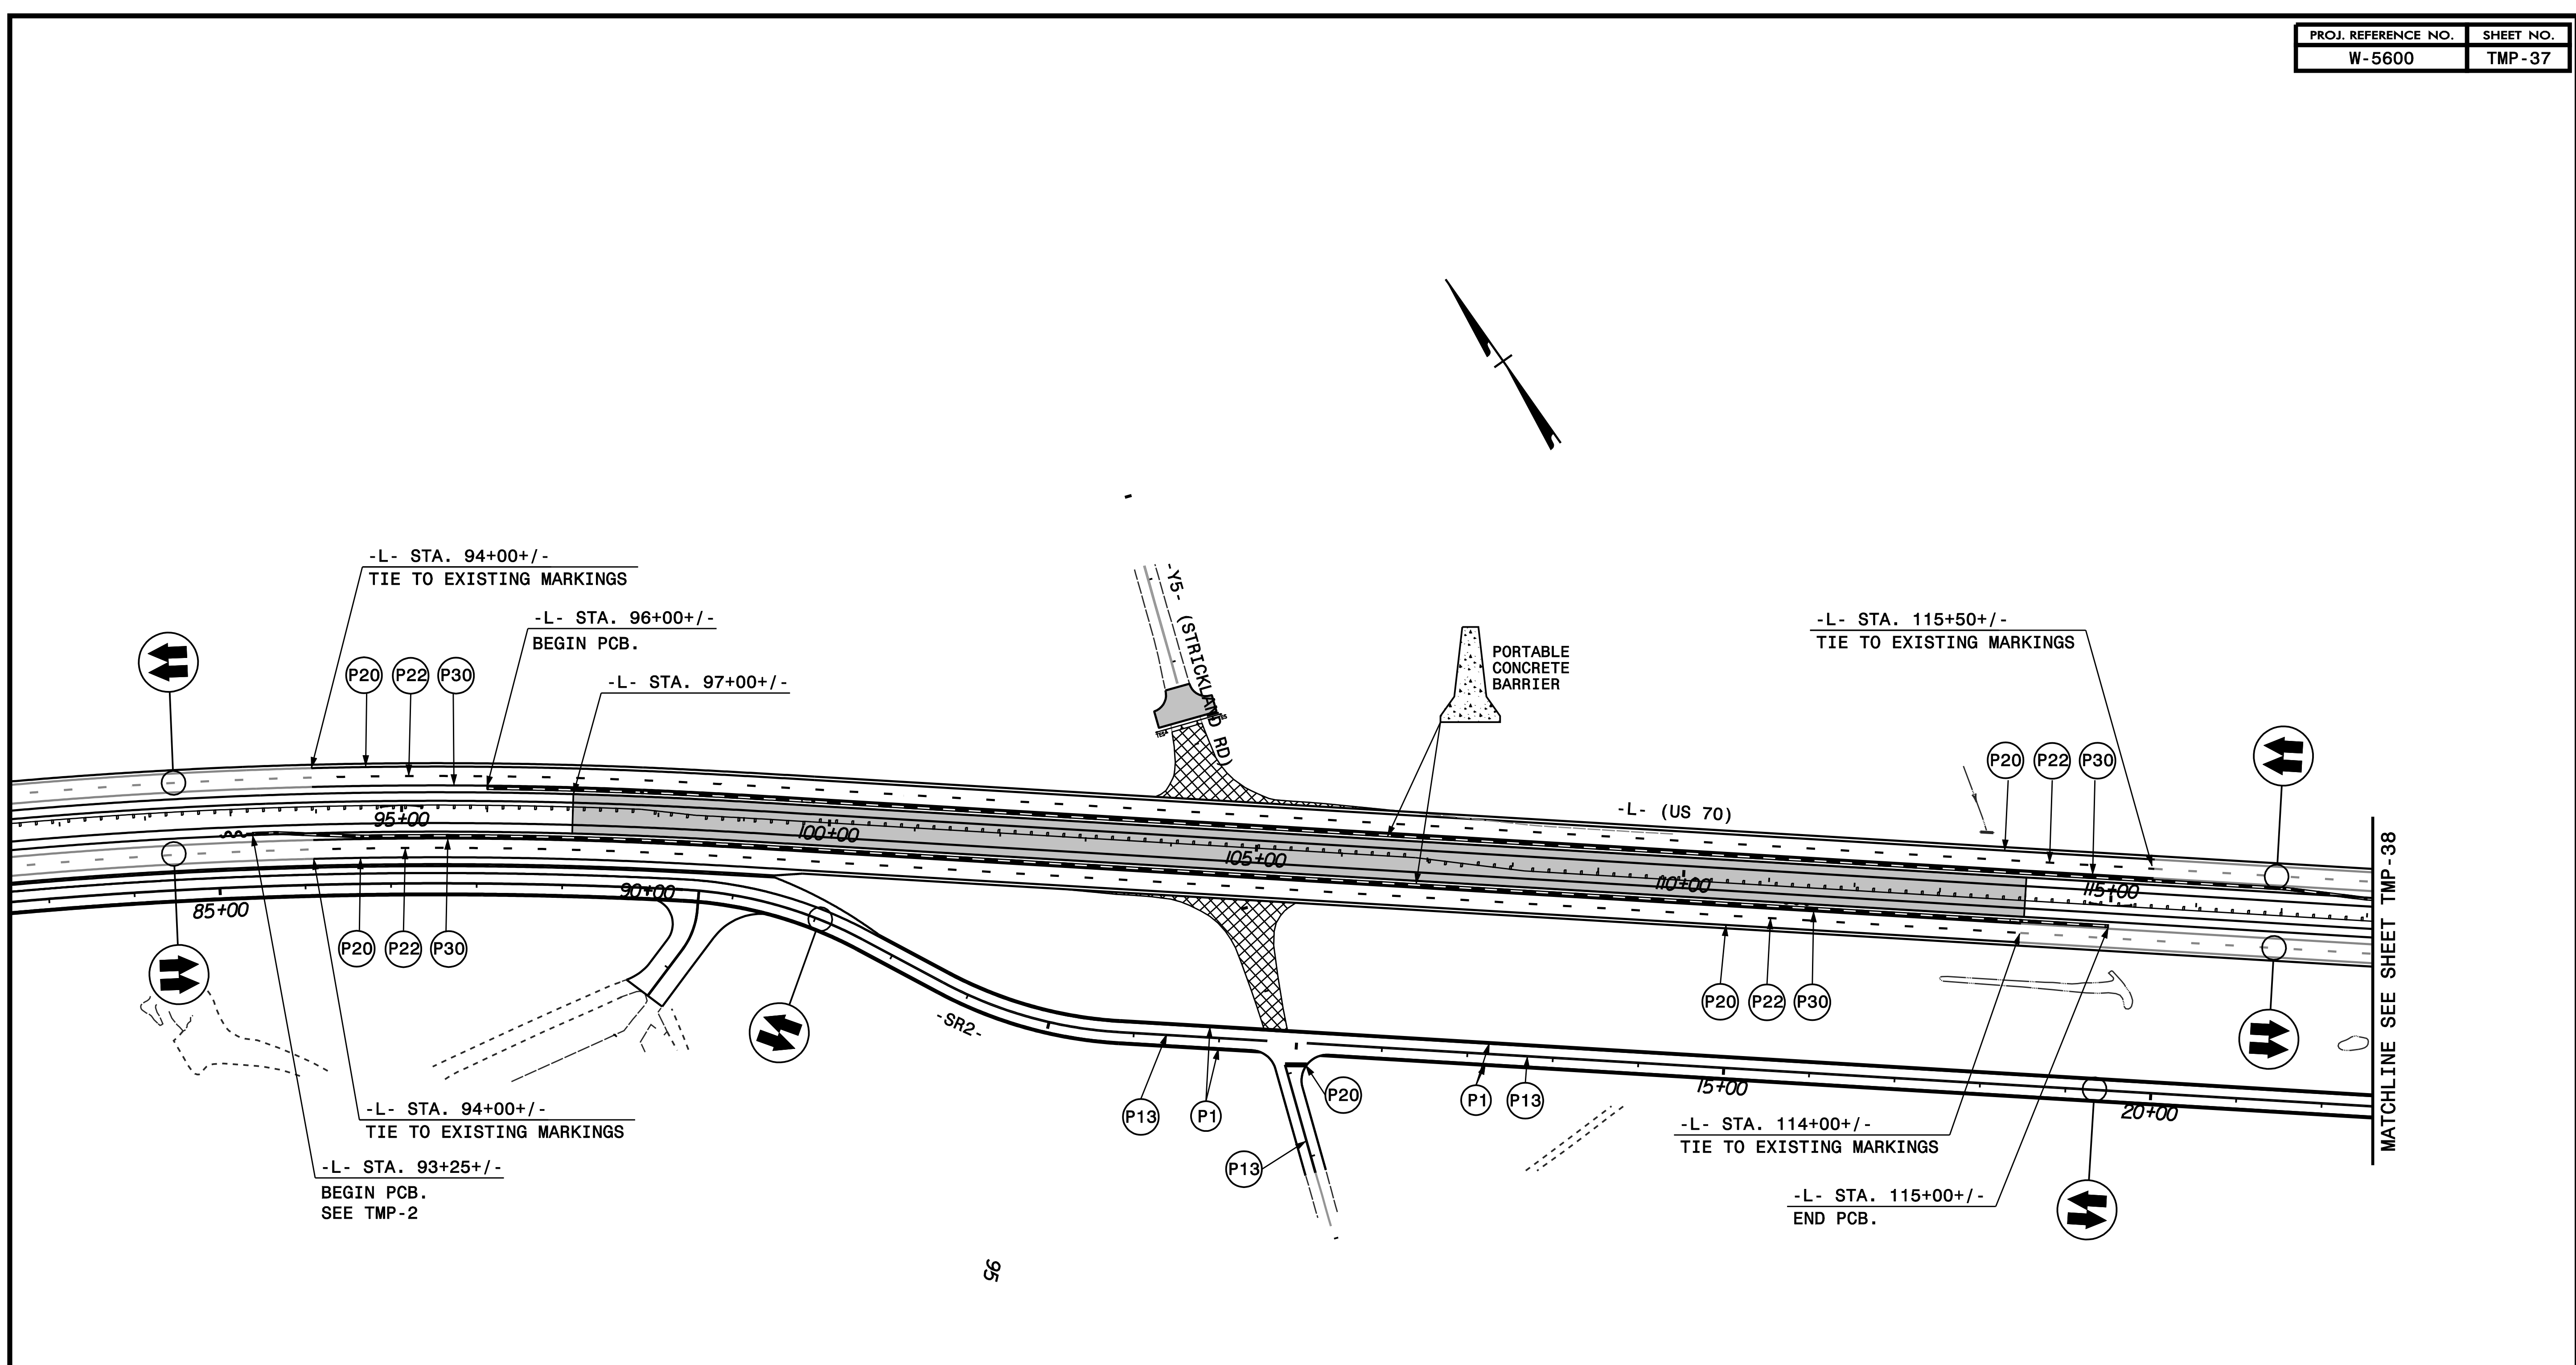 PROJ. REFERENCE NO. SHEET NO.
W-5600 TMP-37
-L- STA. 94+00+/-
TIE TO EXISTING MARKINGS
-L- STA. 96+00+/-
BEGIN PCB.
-L- STA. 97+00+/-
P20 P22 P30
-Y5- (STRICKLAND RD)
PORTABLE
CONCRETE
BARRIER
-L- STA. 115+50+/-
TIE TO EXISTING MARKINGS
P20 P22 P30
-L- (US 70)
95+00
100+00
105+00
110+00
115+00
85+00
90+00
P20 P22 P30
P20 P22 P30
-SR2-
P13 P1
P20
P1 P13
15+00
20+00
P13
-L- STA. 94+00+/-
TIE TO EXISTING MARKINGS
-L- STA. 93+25+/-
BEGIN PCB.
SEE TMP-2
-L- STA. 114+00+/-
TIE TO EXISTING MARKINGS
-L- STA. 115+00+/-
END PCB.
MATCHLINE SEE SHEET TMP-38
95